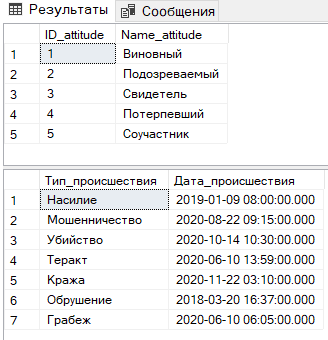 Результаты Сообщения
ID_attitude Name_attitude
1 1 Виновный
2 2 Подозреваемый
3 3 Свидетель
4 4 Потерпевший
5 5 Соучастник
Тип_происшествия Дата_происшествия
1 Насилие 2019-01-09 08:00:00.000
2 Мошенничество 2020-08-22 09:15:00.000
3 Убийство 2020-10-14 10:30:00.000
4 Теракт 2020-06-10 13:59:00.000
5 Кража 2020-11-22 03:10:00.000
6 Обрушение 2018-03-20 16:37:00.000
7 Грабеж 2020-06-10 06:05:00.000